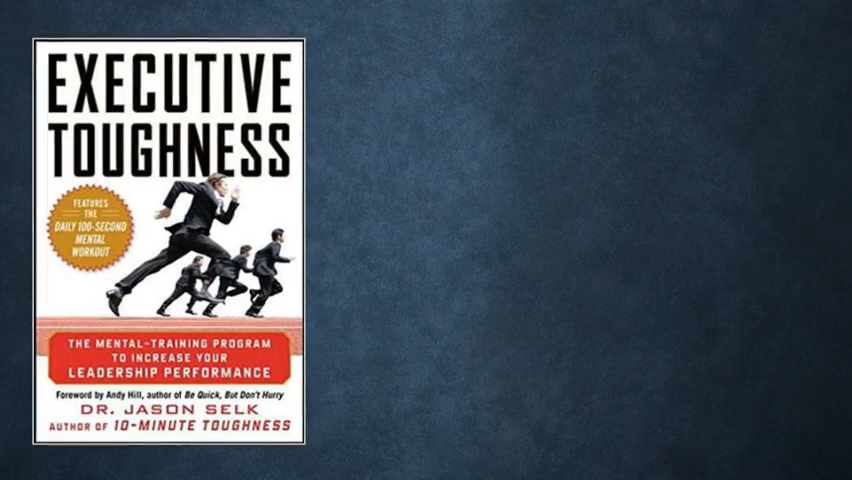 EXECUTIVE
TOUGHNESS
FEATURES
THE
DAILY 100-SECOND
MENTAL
WORKOUT
THE MENTAL-TRAINING PROGRAM
TO INCREASE YOUR
LEADERSHIP PERFORMANCE
Foreword by Andy Hill, author of Be Quick, But Don't Hurry
DR. JASON SELK
AUTHOR OF 10-MINUTE TOUGHNESS